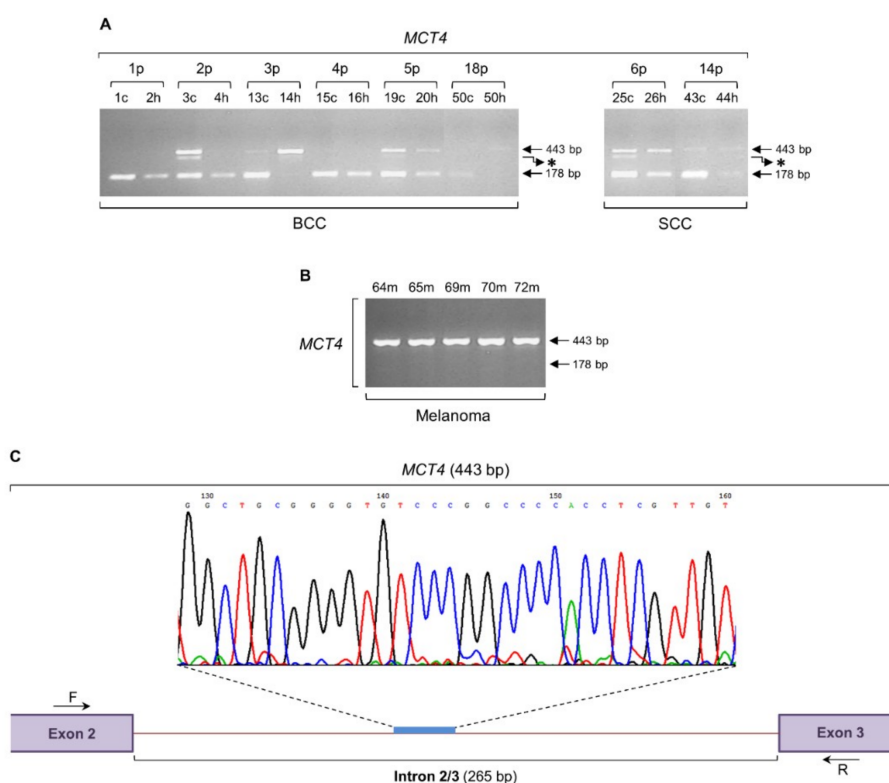 A
MCT4
1p 2p 3p 4p 5p 18p 6p 14p
1c 2h 3c 4h 13c 14h 15c 16h 19c 20h 50c 50h 25c 26h 43c 44h
443 bp 443 bp
* *
178 bp 178 bp
BCC SCC
B
64m 65m 69m 70m 72m
MCT4
443 bp
178 bp
Melanoma
C
MCT4 (443 bp)
130 140 150 160
G G C T G C G G G G T G T C C C G G C C C C A C C T C G T T G T
F
Exon 2 Exon 3
Intron 2/3 (265 bp)
R